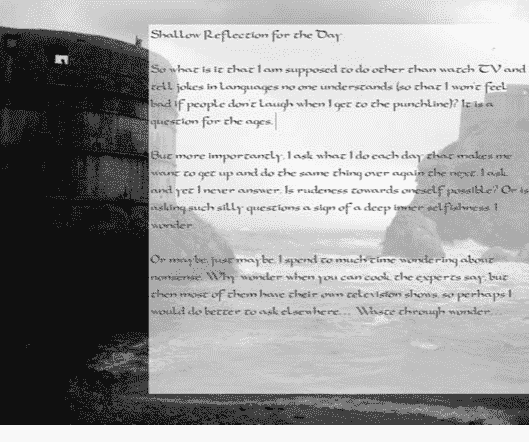 Shallow Reflection for the Day
So what is it that I am supposed to do other than watch TV and
tell jokes in languages no one understands (so that I won't feel
bad if people don't laugh when I get to the punchline)? It is a
question for the ages.
But more importantly, I ask what I do each day that makes me
want to get up and do the same thing over again the next. I ask
and yet I never answer. Is rudeness towards oneself possible? Or is
asking such silly questions a sign of a deep inner selfishness I
wonder.
Or maybe, just maybe, I spend to much time wondering about
nonsense. Why wonder when you can cook, the experts say, but
then most of them have their own television shows, so perhaps I
would do better to ask elsewhere... Waste through wonder...